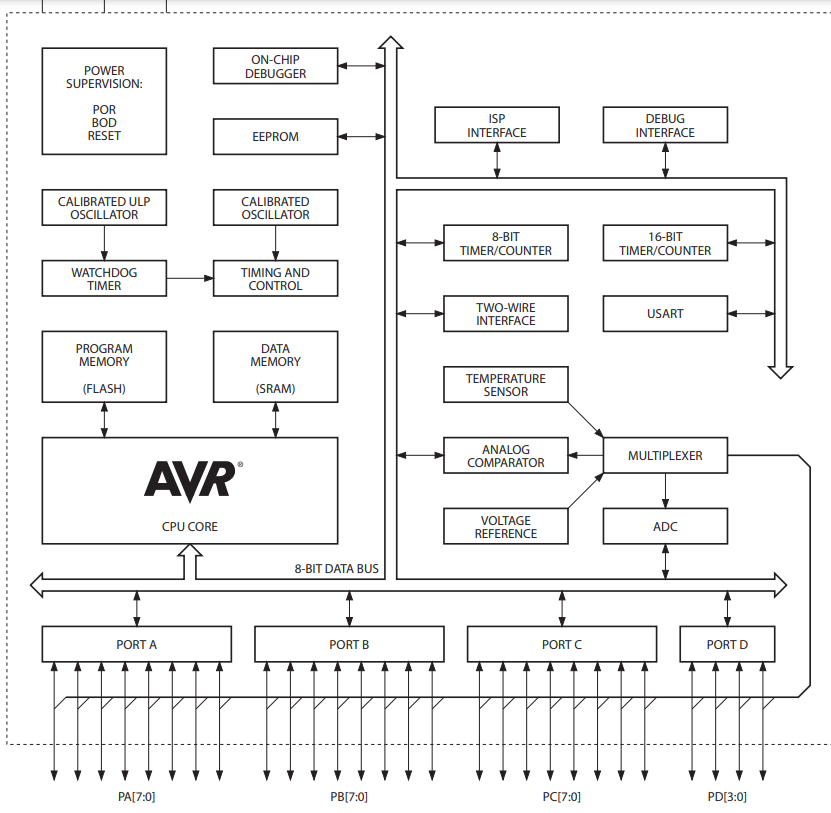 POWER
SUPERVISION:
POR
BOD
RESET
ON-CHIP
DEBUGGER
EEPROM
ISP
INTERFACE
DEBUG
INTERFACE
CALIBRATED ULP
OSCILLATOR
CALIBRATED
OSCILLATOR
WATCHDOG
TIMER
TIMING AND
CONTROL
8-BIT
TIMER/COUNTER
16-BIT
TIMER/COUNTER
TWO-WIRE
INTERFACE
USART
PROGRAM
MEMORY
(FLASH)
DATA
MEMORY
(SRAM)
TEMPERATURE
SENSOR
ANALOG
COMPARATOR
MULTIPLEXER
VOLTAGE
REFERENCE
ADC
AVR®
CPU CORE
8-BIT DATA BUS
PORT A
PORT B
PORT C
PORT D
PA[7:0]
PB[7:0]
PC[7:0]
PD[3:0]